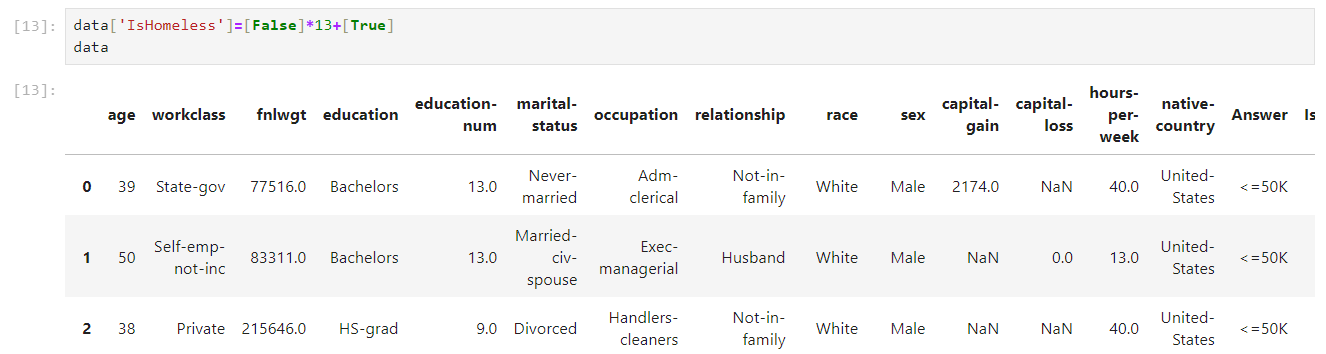 [13]: data['IsHomeless']=[False]*13+[True]
data
[13]:
age workclass fnlwgt education education-num marital-status occupation relationship race sex capital-gain capital-loss hours-per-week native-country Answer Is
0 39 State-gov 77516.0 Bachelors 13.0 Never-married Adm-clerical Not-in-family White Male 2174.0 NaN 40.0 United-States <=50K
1 50 Self-emp-not-inc 83311.0 Bachelors 13.0 Married-civ-spouse Exec-managerial Husband White Male NaN 0.0 13.0 United-States <=50K
2 38 Private 215646.0 HS-grad 9.0 Divorced Handlers-cleaners Not-in-family White Male NaN NaN 40.0 United-States <=50K